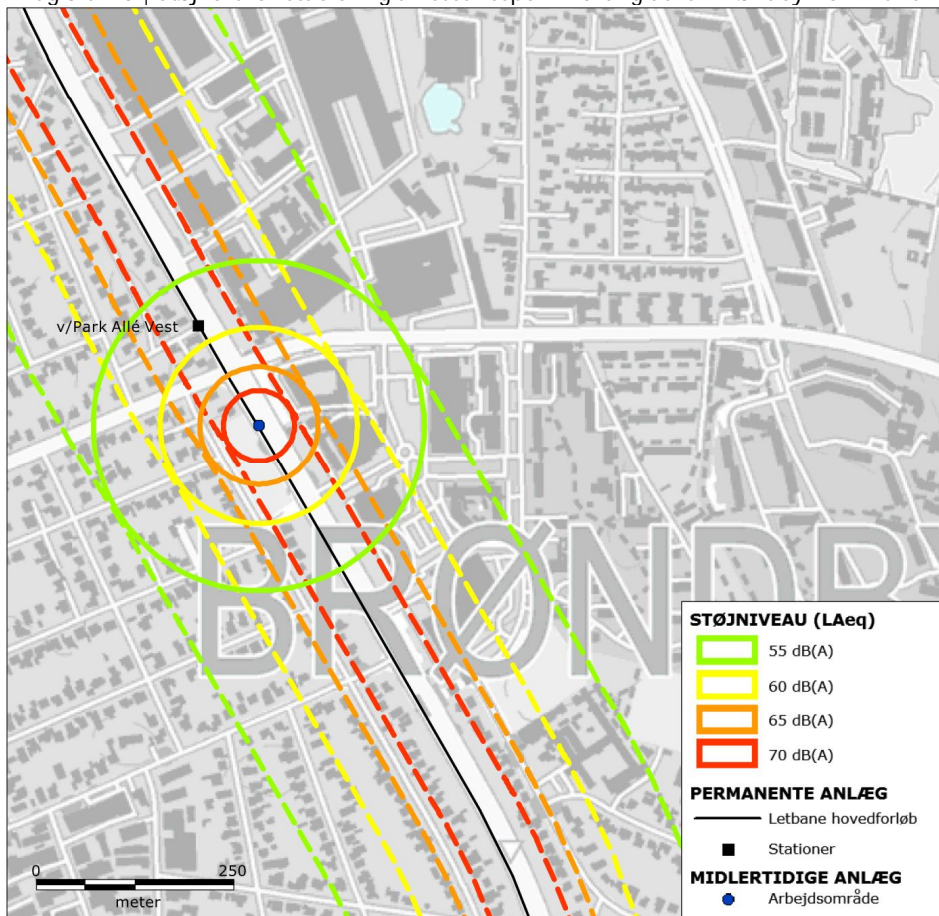 v/Park Allé Vest
BRØNDBY
STØJNIVEAU (LAeq)
55 dB(A)
60 dB(A)
65 dB(A)
70 dB(A)
PERMANENTE ANLÆG
Letbane hovedforløb
Stationer
MIDLERTIDIGE ANLÆG
Arbejdsområde
0 250
meter